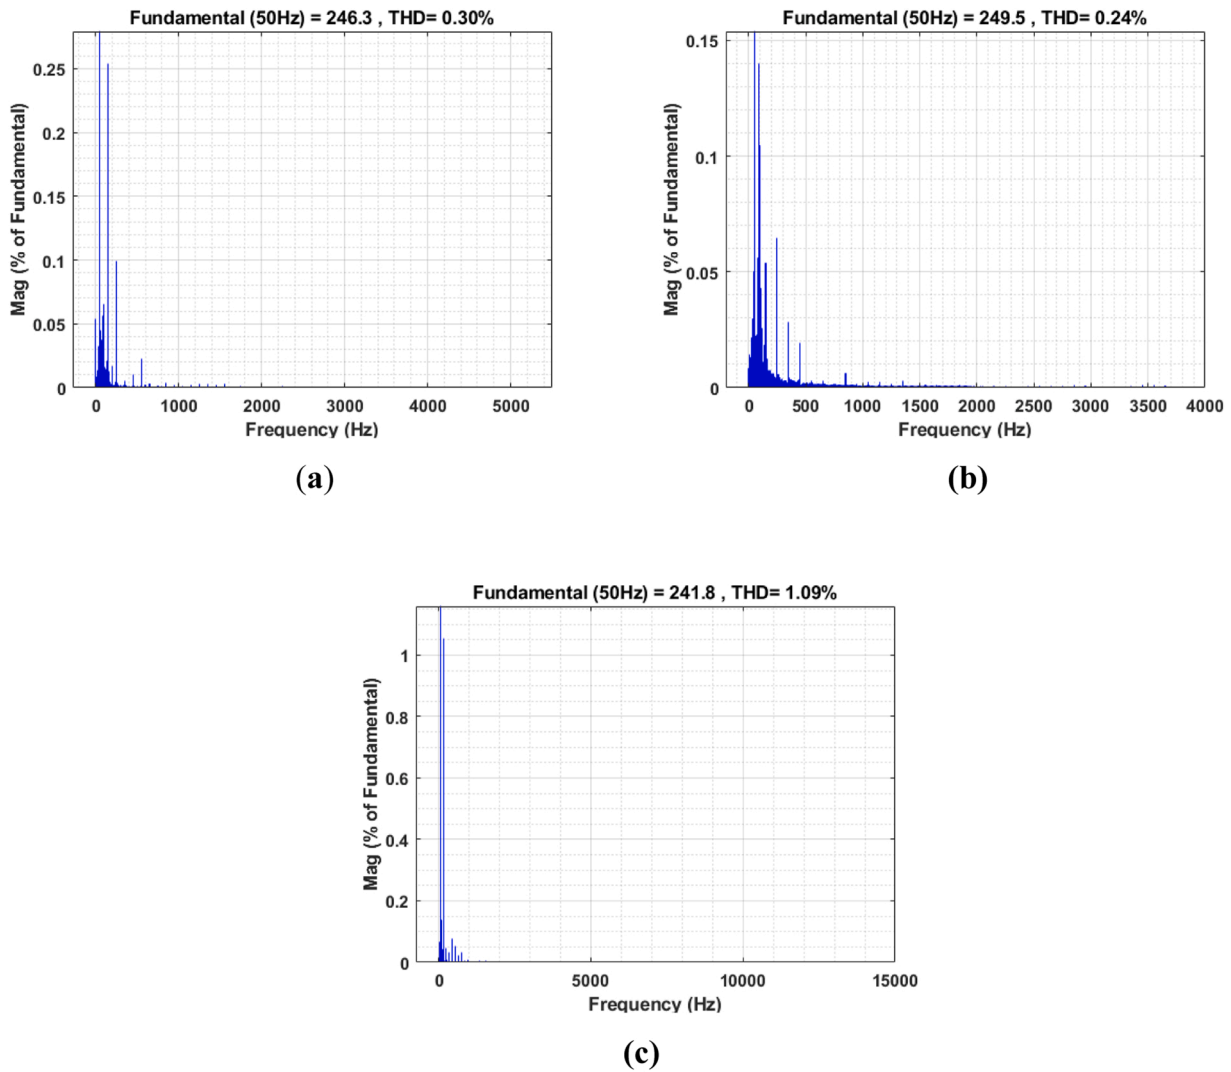 Fundamental (50Hz) = 246.3 , THD= 0.30%
Mag (% of Fundamental)
0.25
0.2
0.15
0.1
0.05
0
0 1000 2000 3000 4000 5000
Frequency (Hz)
(a)
Fundamental (50Hz) = 249.5 , THD= 0.24%
Mag (% of Fundamental)
0.15
0.1
0.05
0
0 500 1000 1500 2000 2500 3000 3500 4000
Frequency (Hz)
(b)
Fundamental (50Hz) = 241.8 , THD= 1.09%
Mag (% of Fundamental)
1
0.8
0.6
0.4
0.2
0
0 5000 10000 15000
Frequency (Hz)
(c)